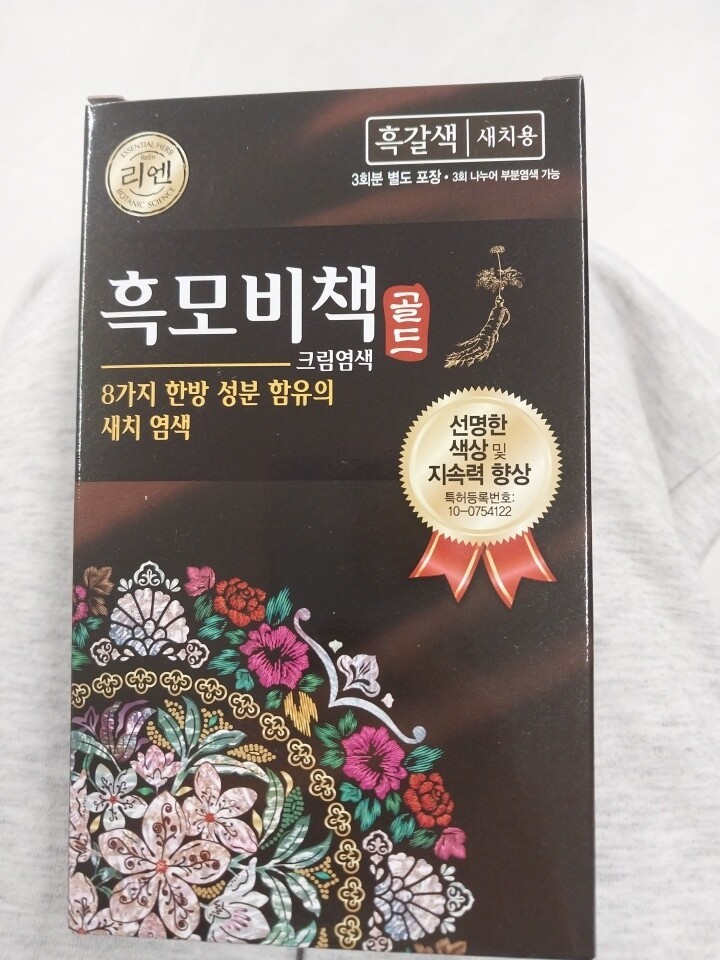 흑갈색 새치용
3회분 별도 포장 • 3회 나누어 부분염색 가능
ESSENTIAL HERB
ReEn
리엔
BOTANIC SCIENCE
흑모비책
골드
크림염색
8가지 한방 성분 함유의
새치 염색
선명한
색상 및
지속력 향상
특허등록번호:
10-0754122